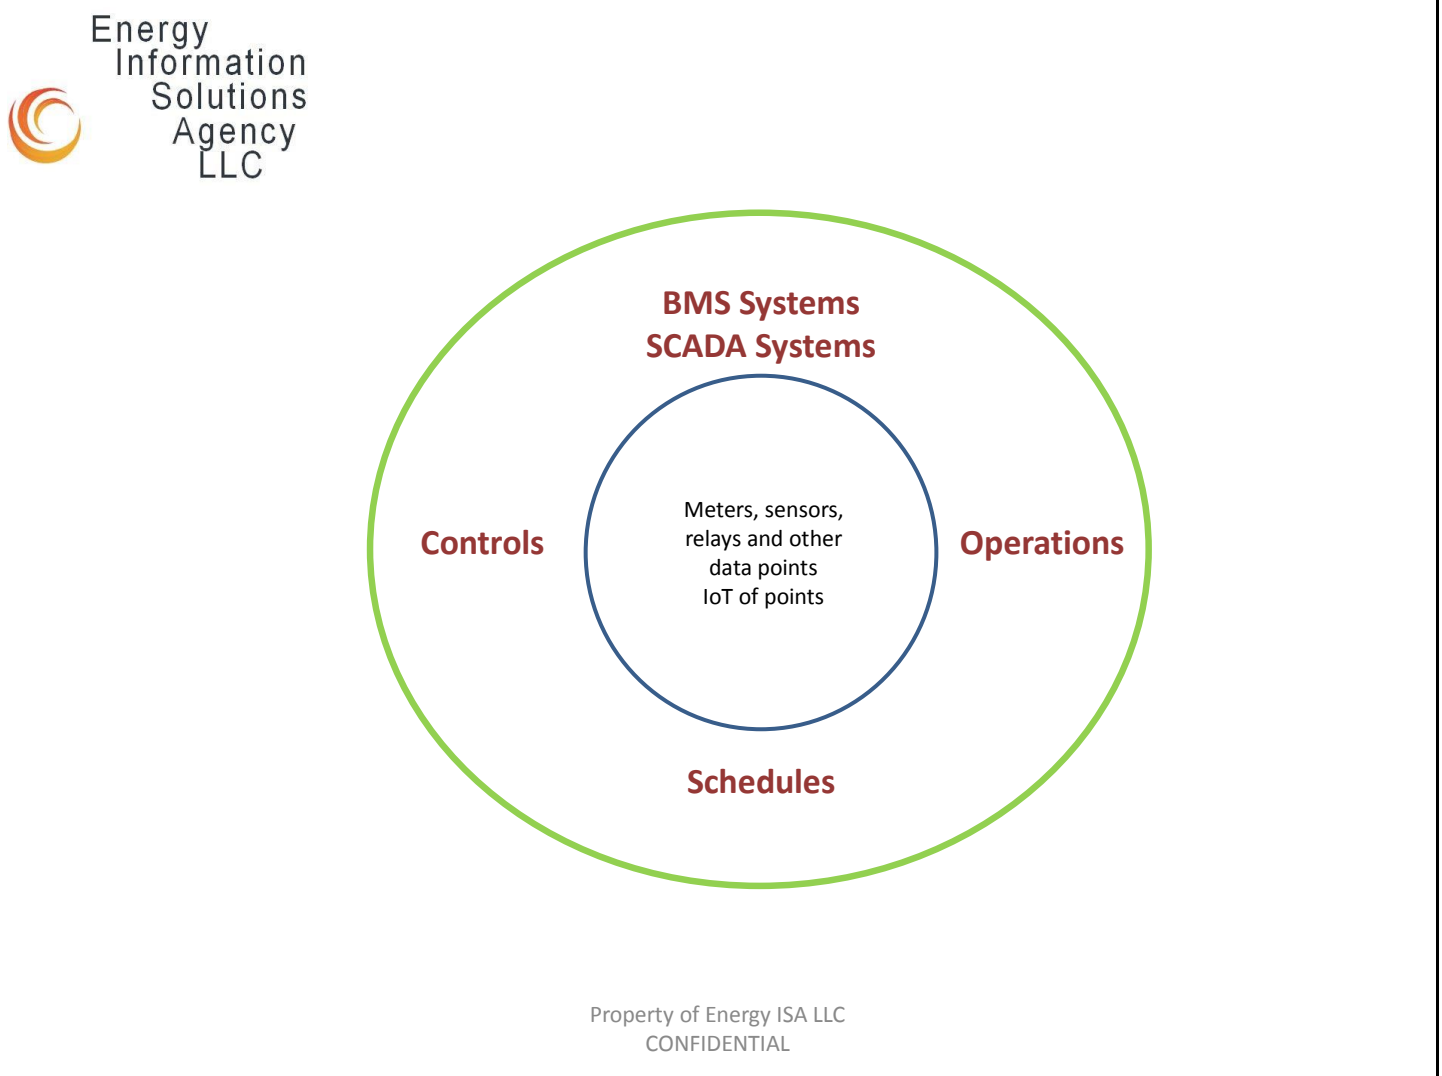 Energy
Information
Solutions
Agency
LLC
BMS Systems
SCADA Systems
Meters, sensors,
relays and other
data points
IoT of points
Controls
Operations
Schedules
Property of Energy ISA LLC
CONFIDENTIAL